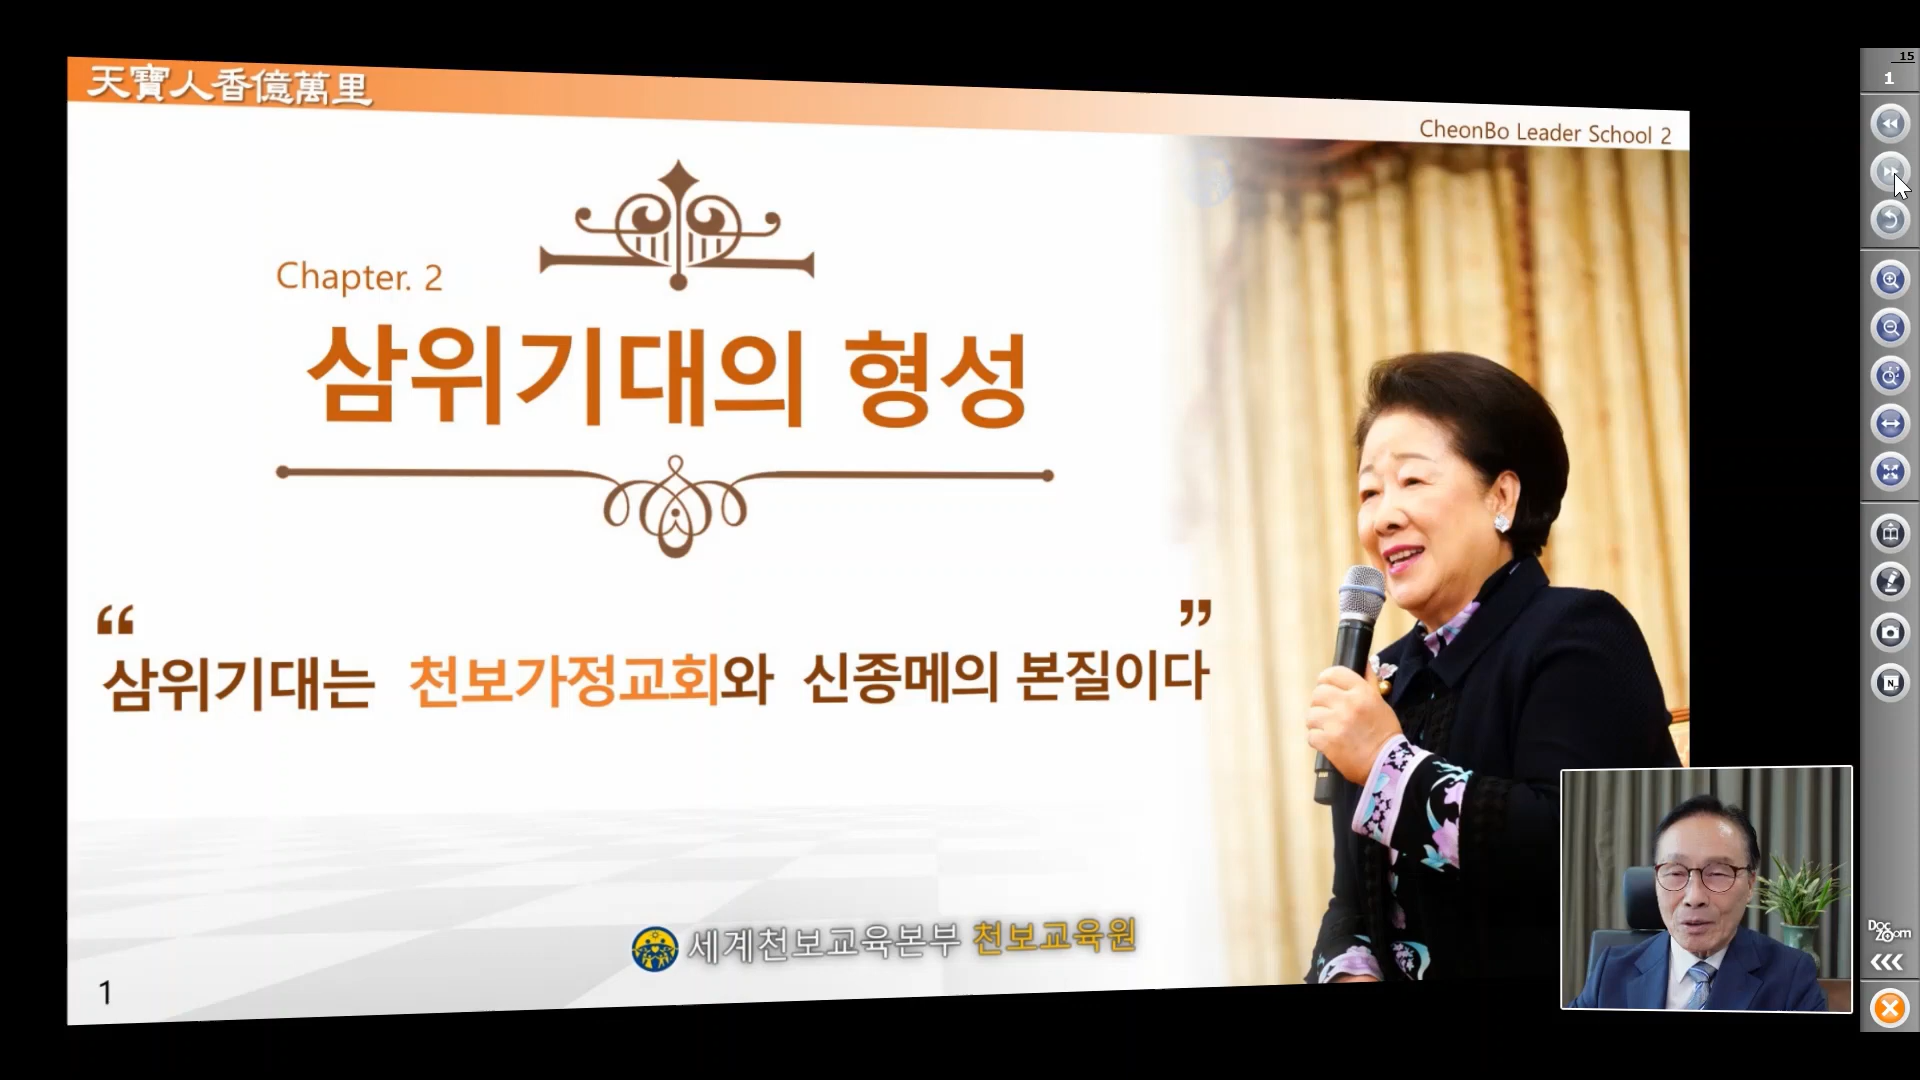 天寶人香億萬里
CheonBo Leader School 2
Chapter. 2
삼위기대의 형성
“ ”
삼위기대는 천보가정교회와 신종메의 본질이다
세계천보교육본부 천보교육원
1
15
1
N
Doc
Zoom